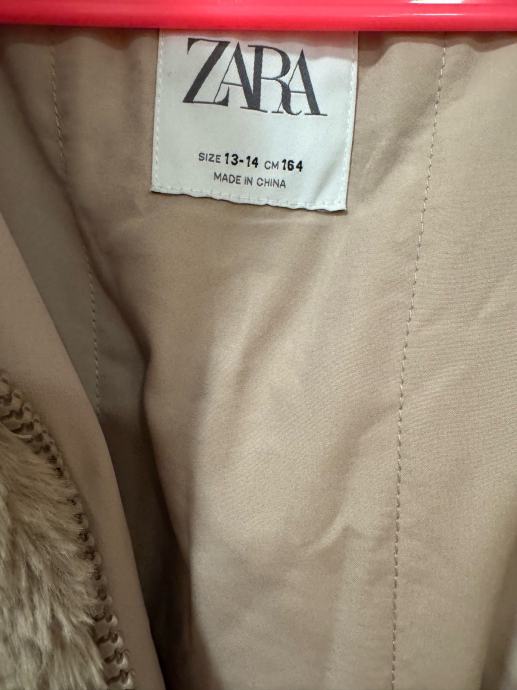 ZARA
SIZE 13-14 CM 164
MADE IN CHINA